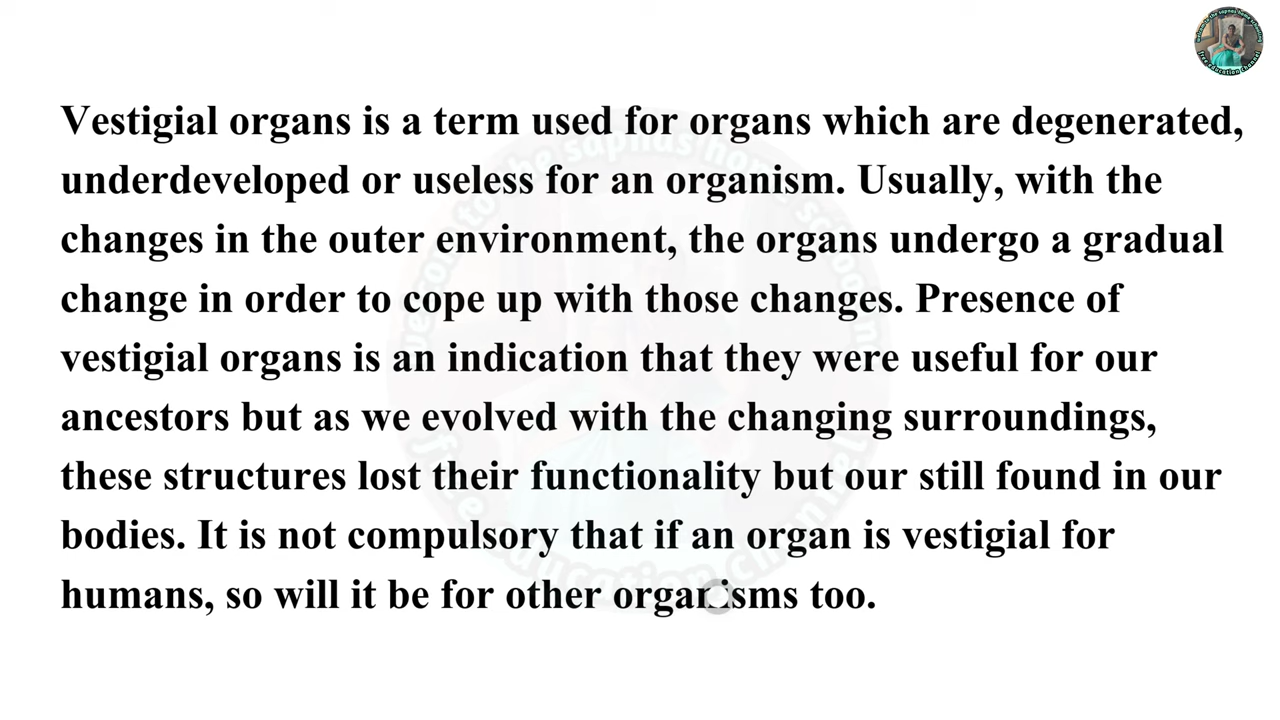 Vestigial organs is a term used for organs which are degenerated,
underdeveloped or useless for an organism. Usually, with the
changes in the outer environment, the organs undergo a gradual
change in order to cope up with those changes. Presence of
vestigial organs is an indication that they were useful for our
ancestors but as we evolved with the changing surroundings,
these structures lost their functionality but our still found in our
bodies. It is not compulsory that if an organ is vestigial for
humans, so will it be for other organisms too.
free education channel